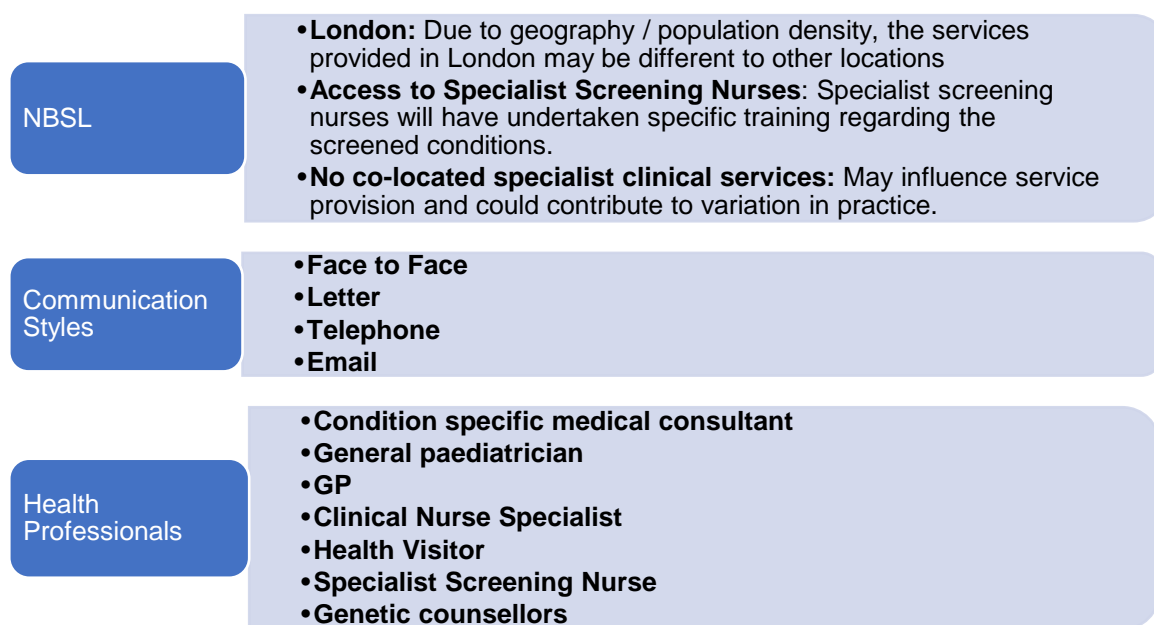 NBSL
•London: Due to geography / population density, the services
provided in London may be different to other locations
•Access to Specialist Screening Nurses: Specialist screening
nurses will have undertaken specific training regarding the
screened conditions.
•No co-located specialist clinical services: May influence service
provision and could contribute to variation in practice.
Communication
Styles
•Face to Face
•Letter
•Telephone
•Email
Health
Professionals
•Condition specific medical consultant
•General paediatrician
•GP
•Clinical Nurse Specialist
•Health Visitor
•Specialist Screening Nurse
•Genetic counsellors